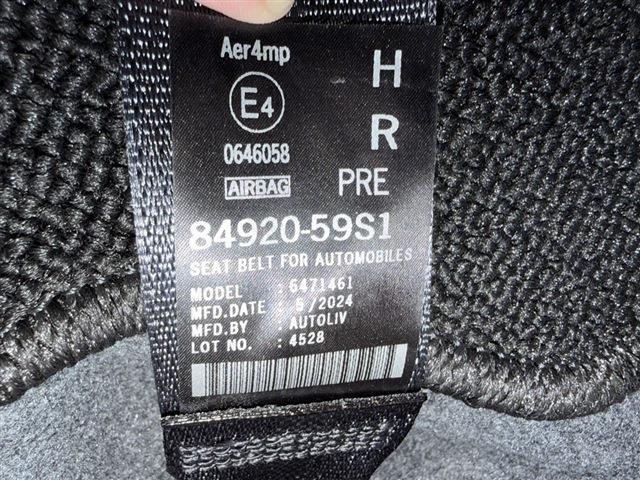 Aer4mp
H
E4
R
0646058
AIRBAG
PRE
84920-59S1
SEAT BELT FOR AUTOMOBILES
MODEL : 6471461
MFD.DATE : 5/2024
MFD.BY : AUTOLIV
LOT NO. : 4528